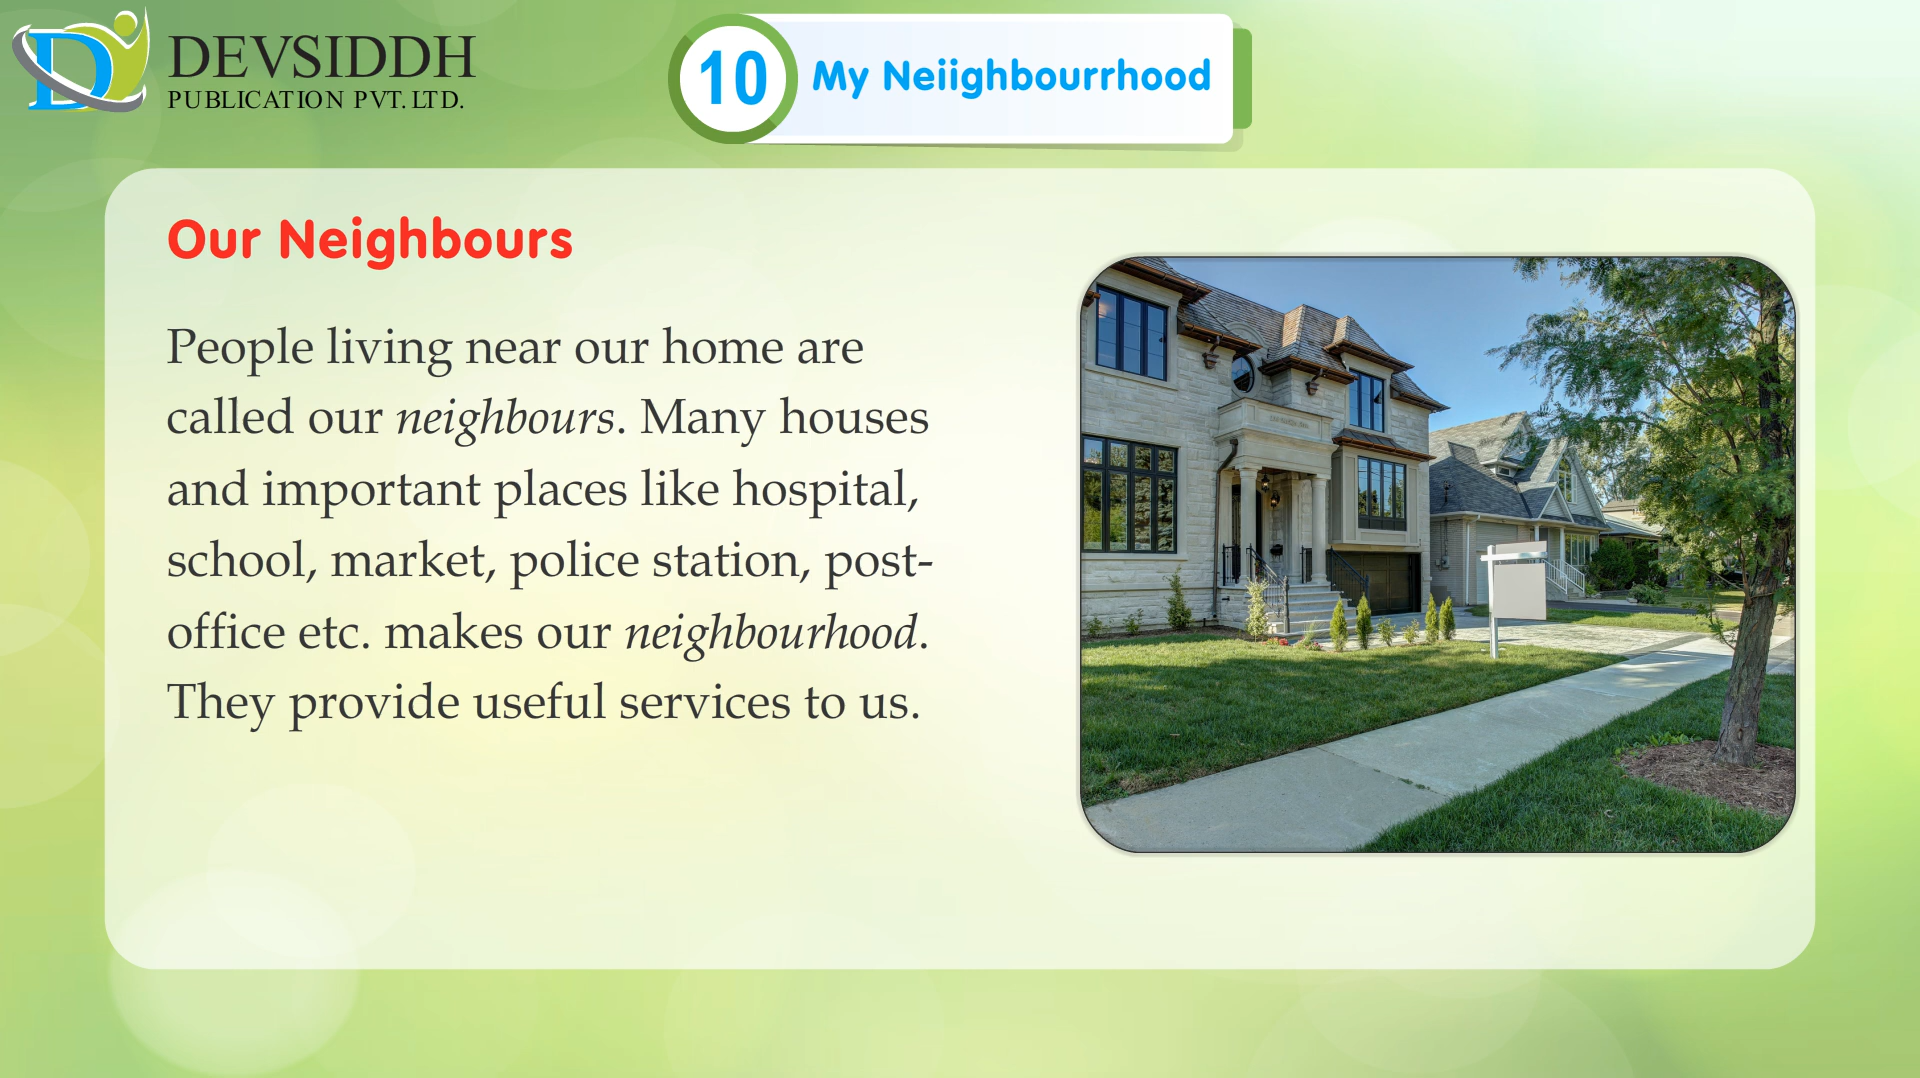 DEVSIDDH
PUBLICATION PVT. LTD.
10
My Neiighbourrhood
Our Neighbours
People living near our home are
called our neighbours. Many houses
and important places like hospital,
school, market, police station, post-
office etc. makes our neighbourhood.
They provide useful services to us.